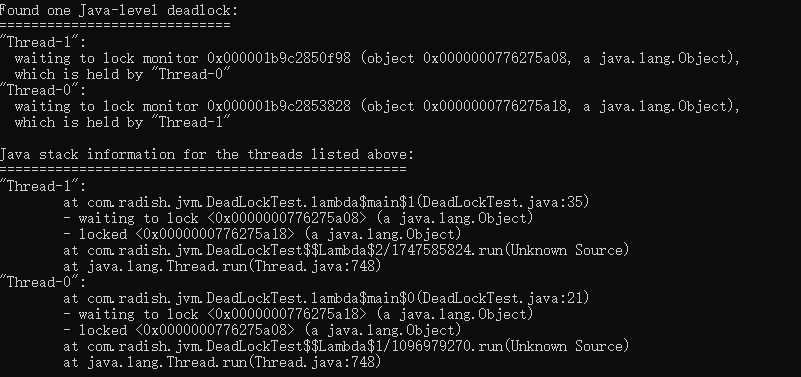 Found one Java-level deadlock:
=============================
"Thread-1":
  waiting to lock monitor 0x000001b9c2850f98 (object 0x0000000776275a08, a java.lang.Object),
  which is held by "Thread-0"
"Thread-0":
  waiting to lock monitor 0x000001b9c2853828 (object 0x0000000776275a18, a java.lang.Object),
  which is held by "Thread-1"

Java stack information for the threads listed above:
===================================================
"Thread-1":
        at com.radish.jvm.DeadLockTest.lambda$main$1(DeadLockTest.java:35)
        - waiting to lock <0x0000000776275a08> (a java.lang.Object)
        - locked <0x0000000776275a18> (a java.lang.Object)
        at com.radish.jvm.DeadLockTest$$Lambda$2/1747585824.run(Unknown Source)
        at java.lang.Thread.run(Thread.java:748)
"Thread-0":
        at com.radish.jvm.DeadLockTest.lambda$main$0(DeadLockTest.java:21)
        - waiting to lock <0x0000000776275a18> (a java.lang.Object)
        - locked <0x0000000776275a08> (a java.lang.Object)
        at com.radish.jvm.DeadLockTest$$Lambda$1/1096979270.run(Unknown Source)
        at java.lang.Thread.run(Thread.java:748)